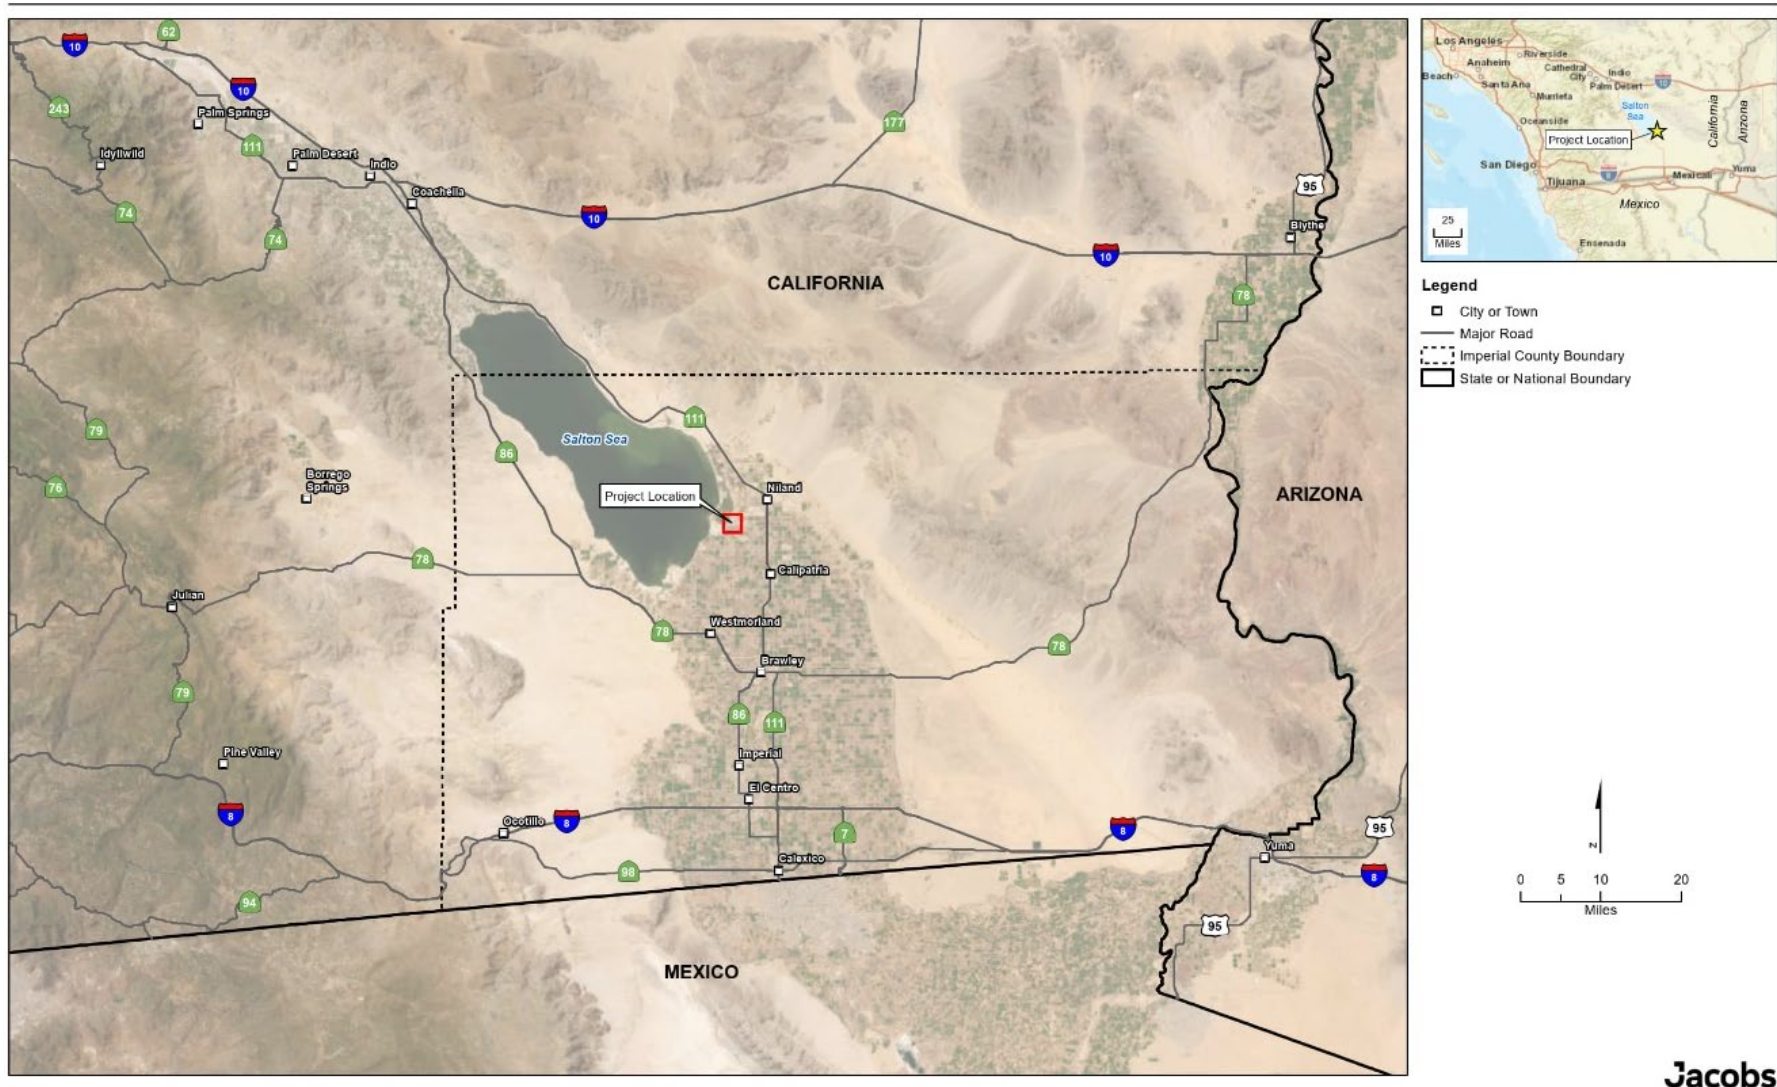 62
10
10
243
Palm Springs
177
111
Idyllwild
Palm Desert
Indio
Coachella
95
74
10
74
Blythe
10
CALIFORNIA
78
111
79
Salton Sea
86
Borrego
Springs
76
Niland
Project Location
ARIZONA
78
Calipatria
Julian
Westmorland
78
78
Brawley
79
86
111
Pine Valley
Imperial
El Centro
8
Ocotillo
8
7
8
95
Yuma
Calexico
98
8
94
95
MEXICO
Los Angeles
Riverside
Anaheim
Cathedral
City
Indio
10
Beach
Santa Ana
Palm Desert
Murrieta
Salton
Sea
California
Arizona
Oceanside
Project Location
San Diego
8
Mexicali
Yuma
Tijuana
Mexico
25
Miles
Ensenada
Legend
City or Town
Major Road
Imperial County Boundary
State or National Boundary
N
0 5 10 20
Miles
Jacobs